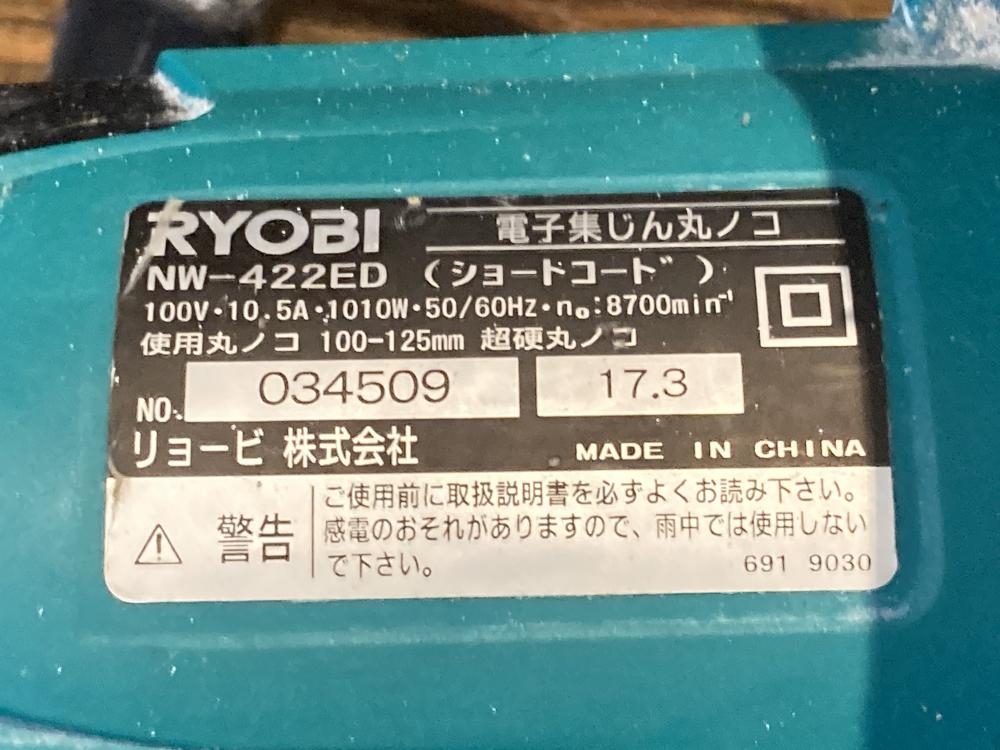 RYOBI
電子集じん丸ノコ
NW-422ED (ショードコード)
100V・10.5A・1010W・50/60Hz・n₀:8700min⁻¹
使用丸ノコ 100-125mm 超硬丸ノコ
NO. 034509 17.3
リョービ 株式会社 MADE IN CHINA
警告
ご使用前に取扱説明書を必ずよくお読み下さい。
感電のおそれがありますので、雨中では使用しない
で下さい。
691 9030